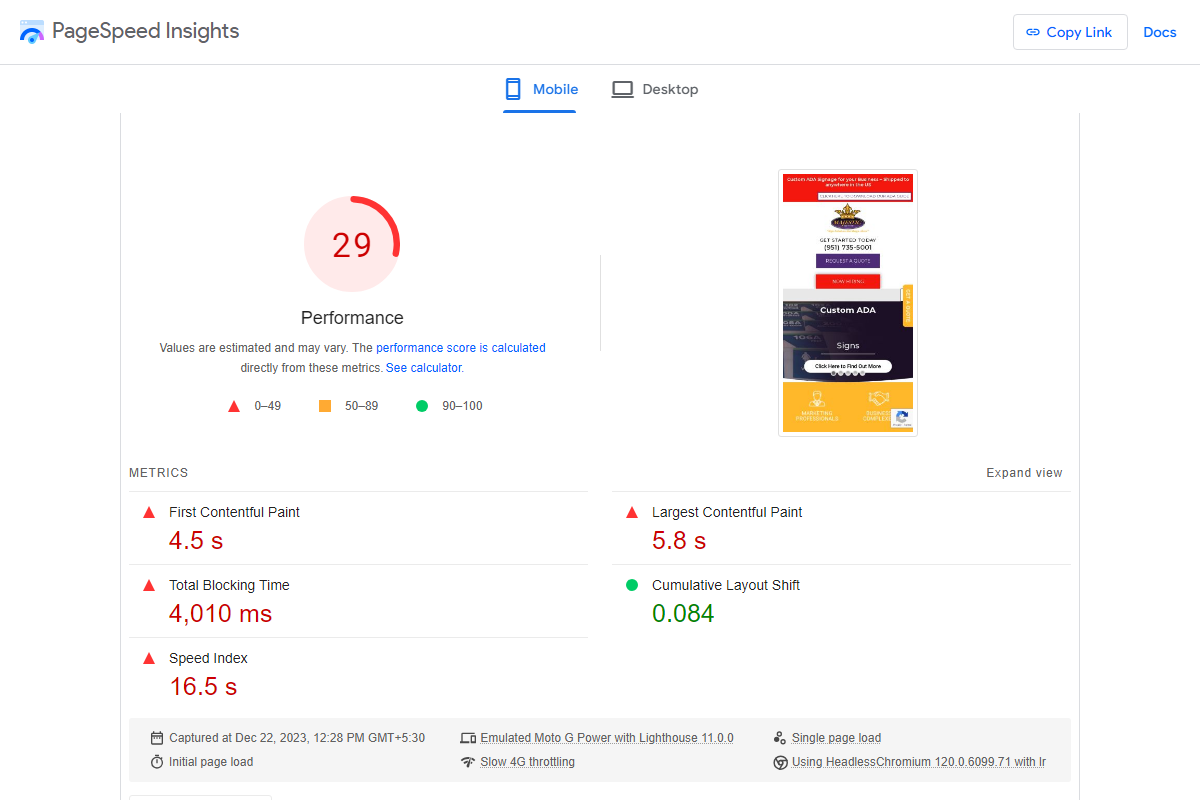 PageSpeed Insights
Copy Link
Docs
Mobile
Desktop
29
Performance
Values are estimated and may vary. The performance score is calculated
directly from these metrics. See calculator.
0–49
50–89
90–100
Custom ADA Signage for your Business – Shipped to
anywhere in the US
GET STARTED TODAY
(951) 735-5001
REQUEST A QUOTE
NOW HIRING
Custom ADA
Signs
Click Here to Find Out More
MARKETING
PROFESSIONALS
METRICS
Expand view
First Contentful Paint
4.5 s
Largest Contentful Paint
5.8 s
Total Blocking Time
4,010 ms
Cumulative Layout Shift
0.084
Speed Index
16.5 s
Captured at Dec 22, 2023, 12:28 PM GMT+5:30
Emulated Moto G Power with Lighthouse 11.0.0
Single page load
Initial page load
Slow 4G throttling
Using HeadlessChromium 120.0.6099.71 with lr